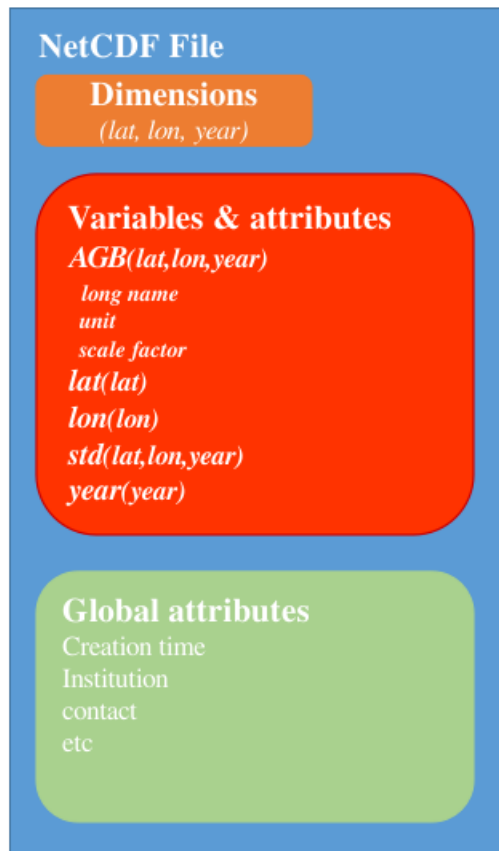 NetCDF File
Dimensions
(lat, lon, year)
Variables & attributes
AGB(lat,lon,year)
long name
unit
scale factor
lat(lat)
lon(lon)
std(lat,lon,year)
year(year)
Global attributes
Creation time
Institution
contact
etc